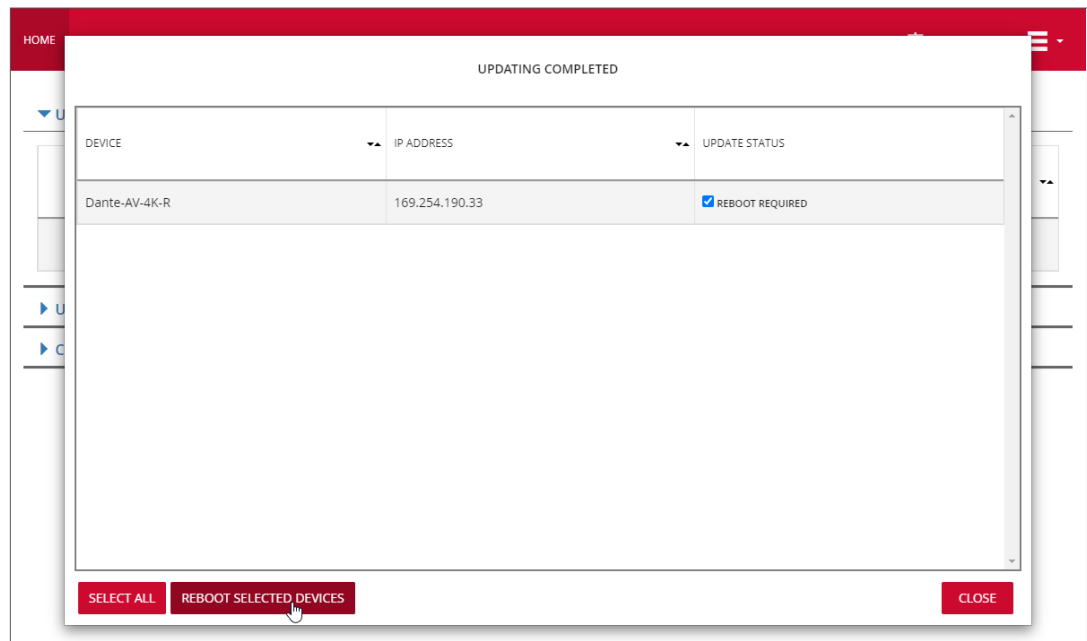 HOME
UPDATING COMPLETED
U
DEVICE IP ADDRESS UPDATE STATUS
Dante-AV-4K-R 169.254.190.33 REBOOT REQUIRED
U
C
SELECT ALL REBOOT SELECTED DEVICES CLOSE